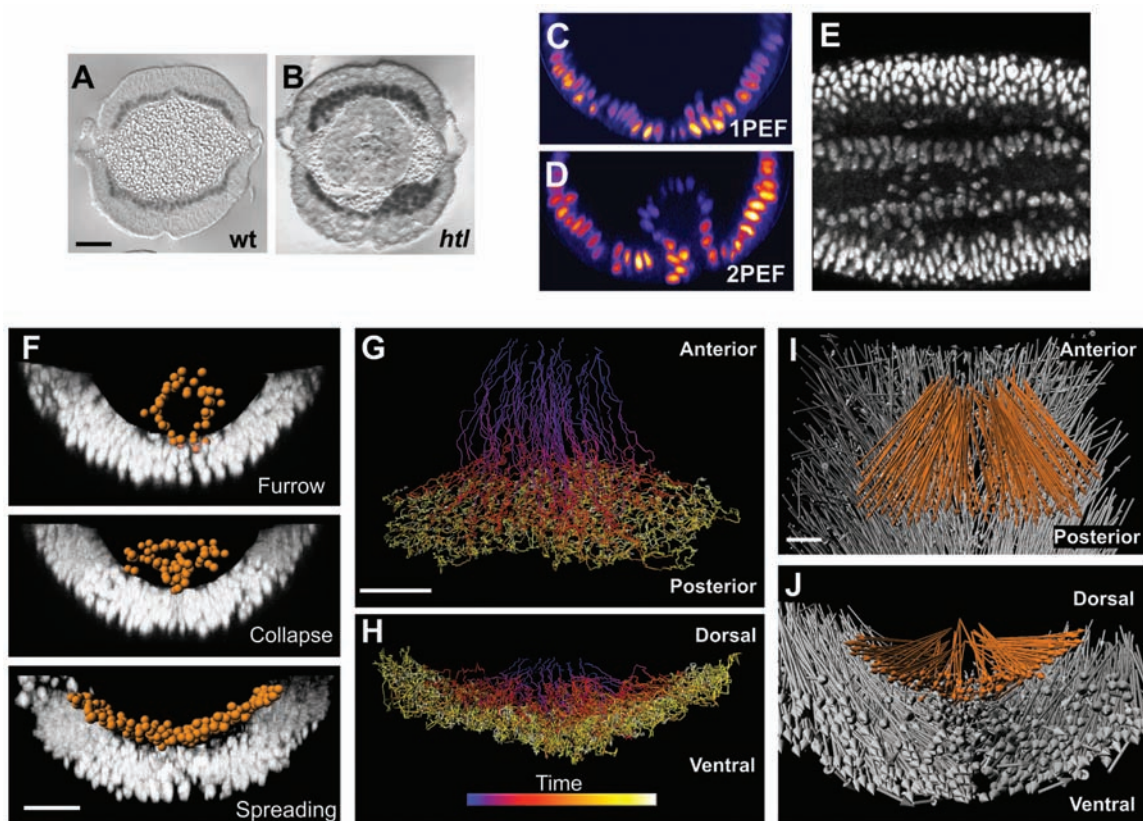 A
wt
B
htl
C
1PEF
D
2PEF
E
F
Furrow
Collapse
Spreading
G
Anterior
Posterior
H
Dorsal
Ventral
Time
I
Anterior
Posterior
J
Dorsal
Ventral